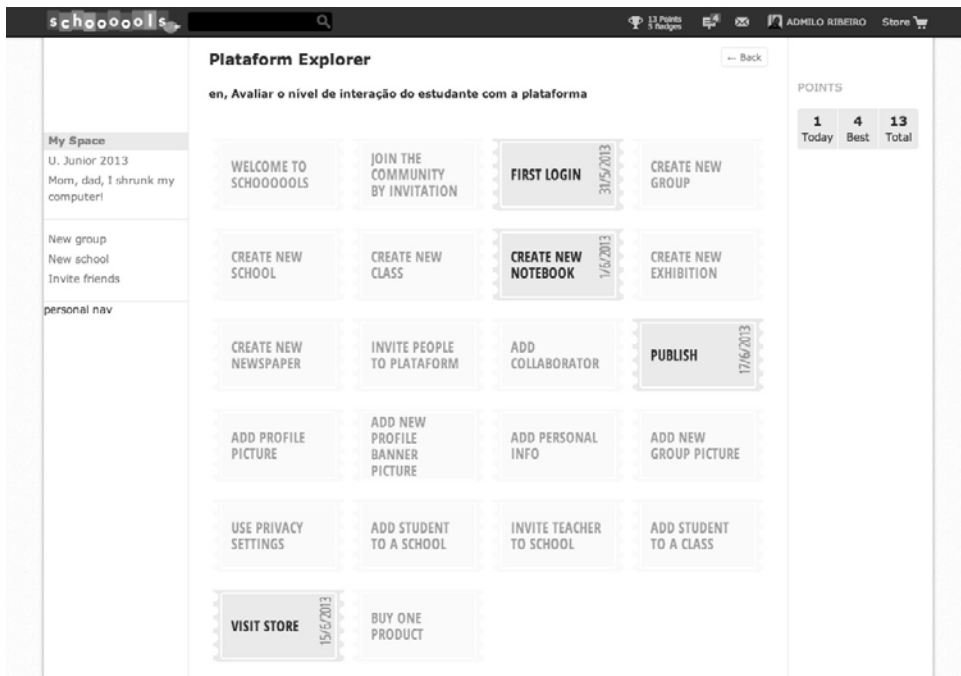 schoooools
13 Points
5 Badges
4
ADMILO RIBEIRO
Store
Plataform Explorer
← Back
en, Avaliar o nível de interação do estudante com a plataforma
My Space
U. Junior 2013
Mom, dad, I shrunk my
computer!
New group
New school
Invite friends
personal nav
WELCOME TO
SCHOOOOOLS
JOIN THE
COMMUNITY
BY INVITATION
FIRST LOGIN
31/5/2013
CREATE NEW
GROUP
CREATE NEW
SCHOOL
CREATE NEW
CLASS
CREATE NEW
NOTEBOOK
1/6/2013
CREATE NEW
EXHIBITION
CREATE NEW
NEWSPAPER
INVITE PEOPLE
TO PLATAFORM
ADD
COLLABORATOR
PUBLISH
17/6/2013
ADD PROFILE
PICTURE
ADD NEW
PROFILE
BANNER
PICTURE
ADD PERSONAL
INFO
ADD NEW
GROUP PICTURE
USE PRIVACY
SETTINGS
ADD STUDENT
TO A SCHOOL
INVITE TEACHER
TO SCHOOL
ADD STUDENT
TO A CLASS
VISIT STORE
15/6/2013
BUY ONE
PRODUCT
POINTS
1 4 13
Today Best Total